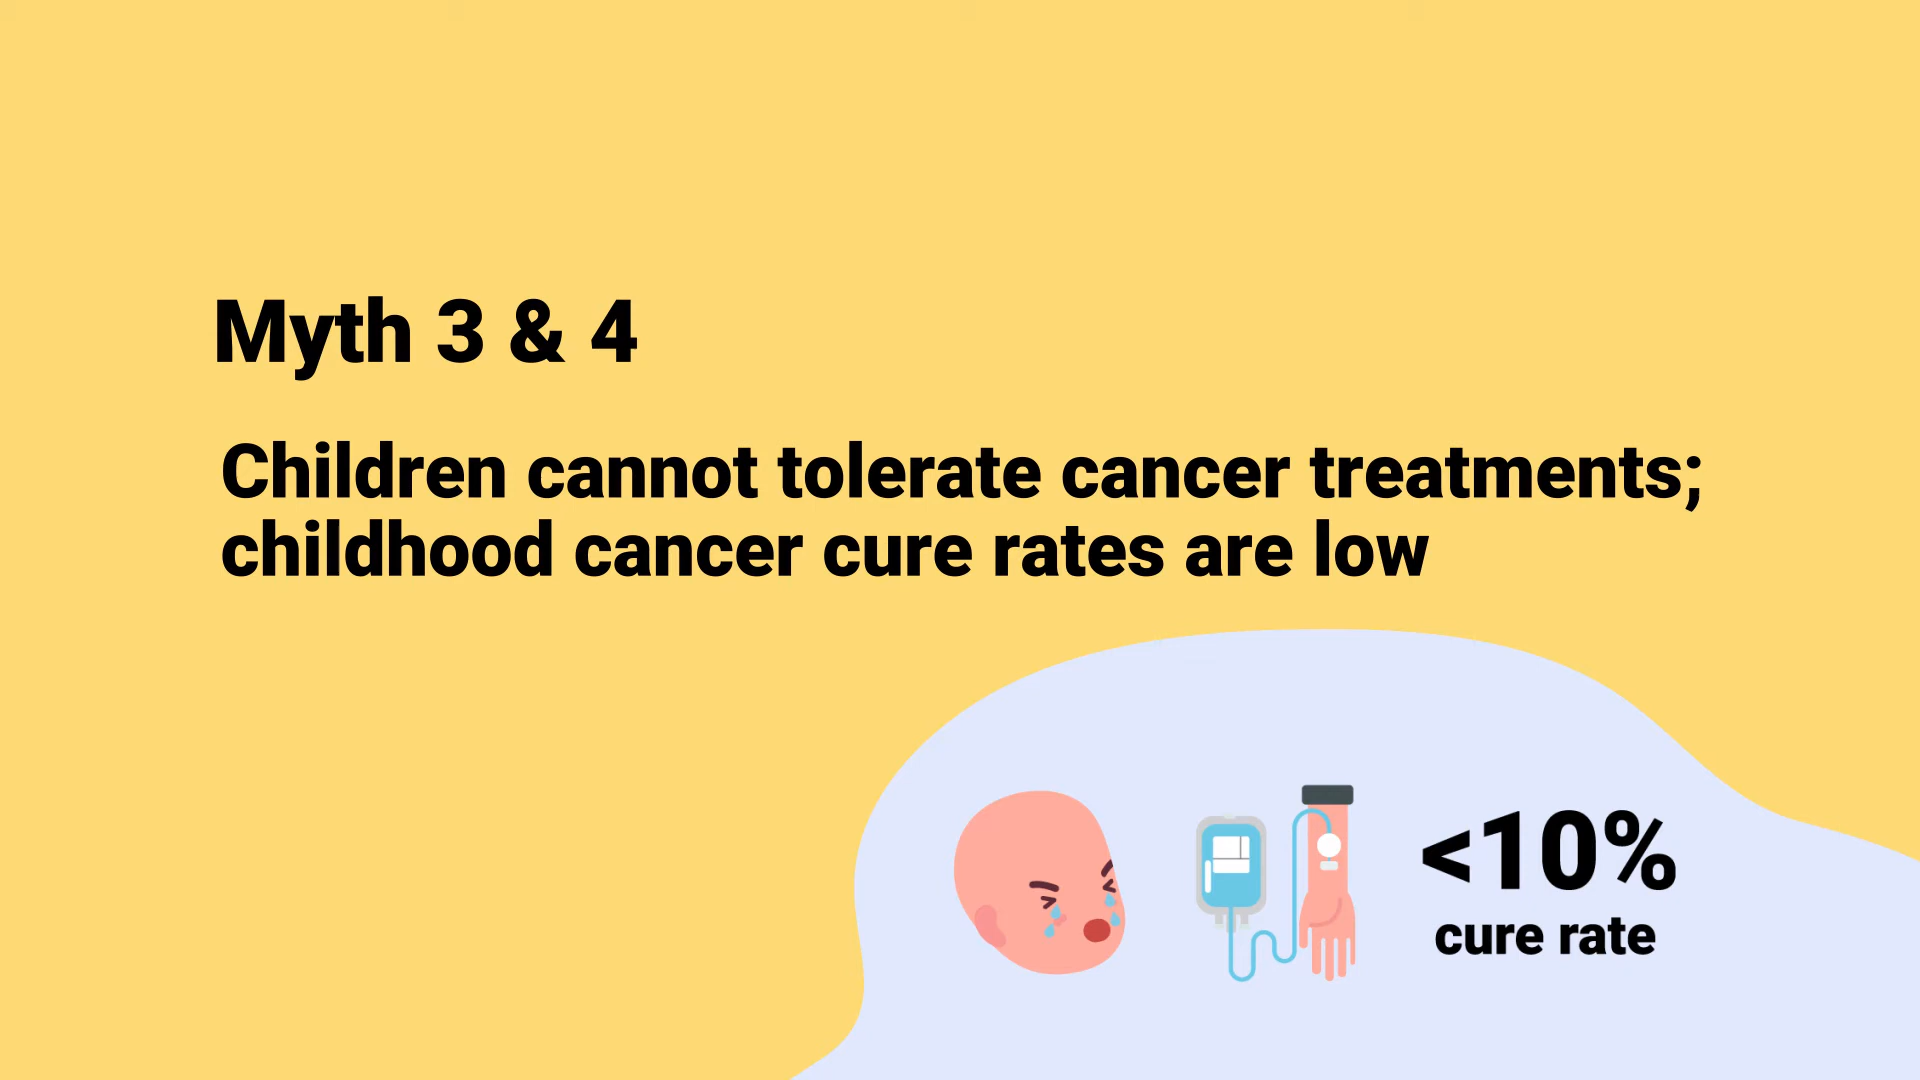 Myth 3 & 4
Children cannot tolerate cancer treatments;
childhood cancer cure rates are low
<10%
cure rate